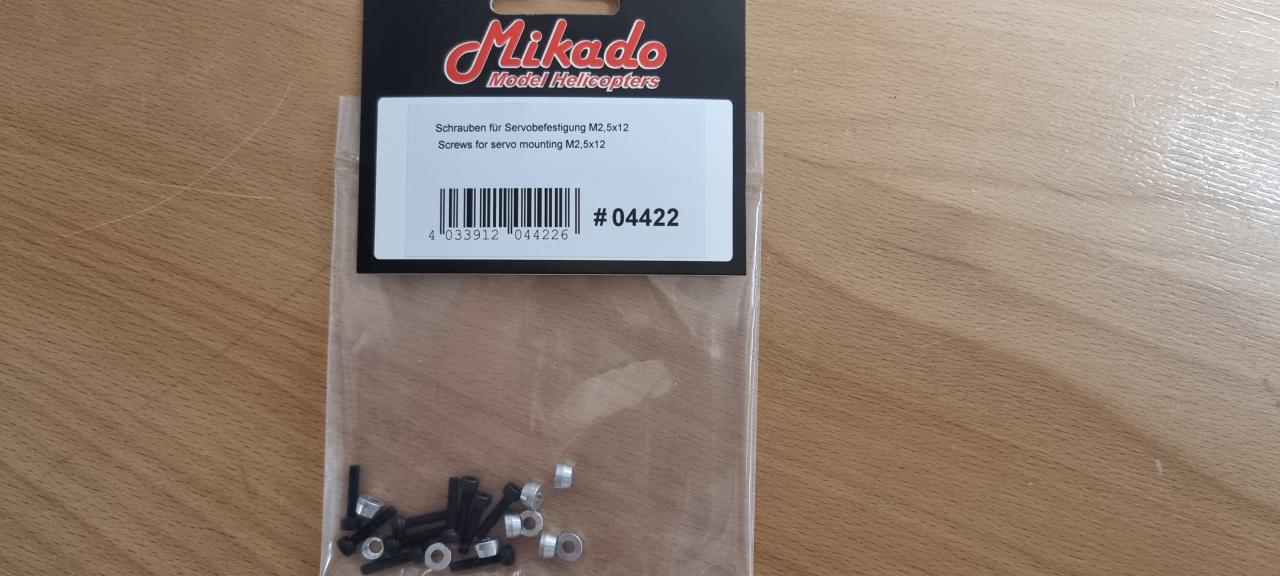 Mikado
Model Helicopters
Schrauben für Servobefestigung M2,5x12
Screws for servo mounting M2,5x12
# 04422
4 033912 044226